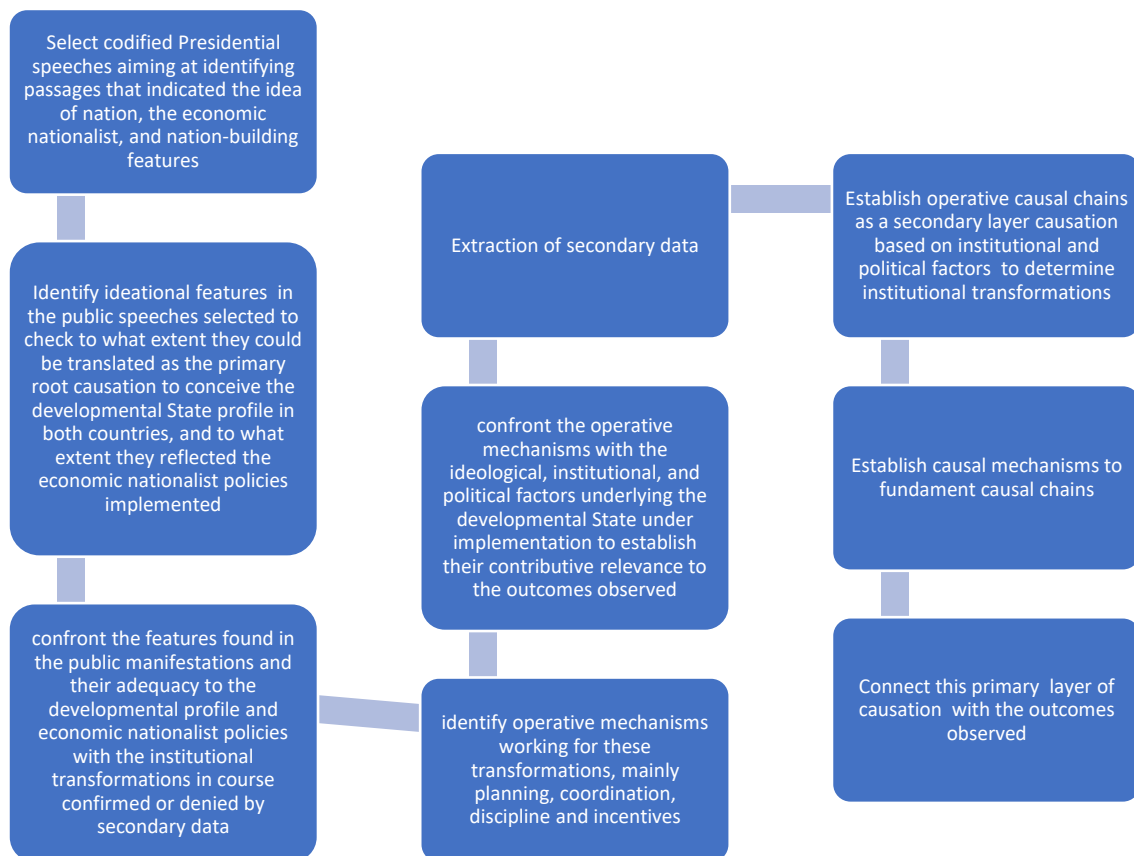 Select codified Presidential
speeches aiming at identifying
passages that indicated the idea
of nation, the economic
nationalist, and nation-building
features
Identify ideational features  in
the public speeches selected to
check to what extent they could
be translated as the primary
root causation to conceive the
developmental State profile in
both countries, and to what
extent they reflected the
economic nationalist policies
implemented
confront the features found in
the public manifestations and
their adequacy to the
developmental profile and
economic nationalist policies
with the institutional
transformations in course
confirmed or denied by
secondary data
identify operative mechanisms
working for these
transformations, mainly
planning, coordination,
discipline and incentives
confront the operative
mechanisms with the
ideological, institutional, and
political factors underlying the
developmental State under
implementation to establish
their contributive relevance to
the outcomes observed
Extraction of secondary data
Establish operative causal chains
as a secondary layer causation
based on institutional and
political factors  to determine
institutional transformations
Establish causal mechanisms to
fundament causal chains
Connect this primary  layer of
causation  with the outcomes
observed